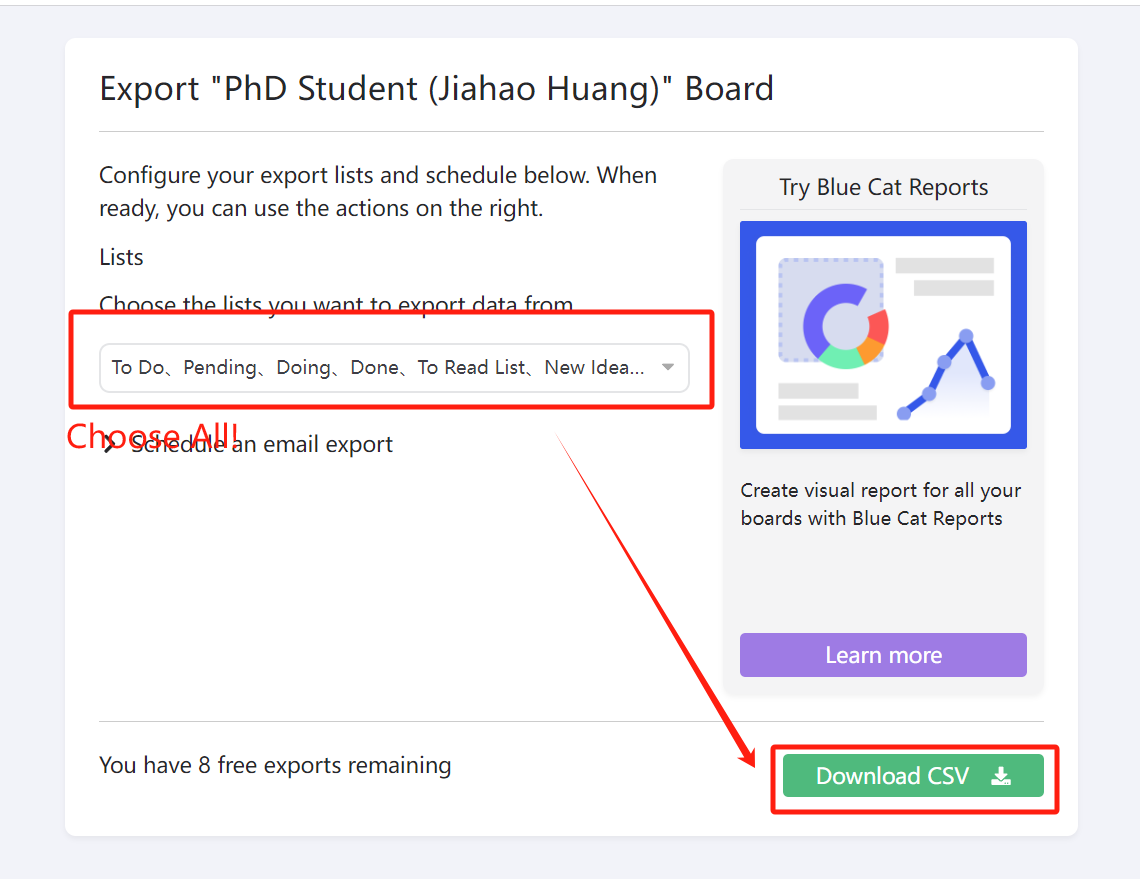 Export "PhD Student (Jiahao Huang)" Board
Configure your export lists and schedule below. When
ready, you can use the actions on the right.
Lists
Choose the lists you want to export data from
To Do、Pending、Doing、Done、To Read List、New Idea...
Choose All!
Schedule an email export
Try Blue Cat Reports
Create visual report for all your
boards with Blue Cat Reports
Learn more
You have 8 free exports remaining
Download CSV